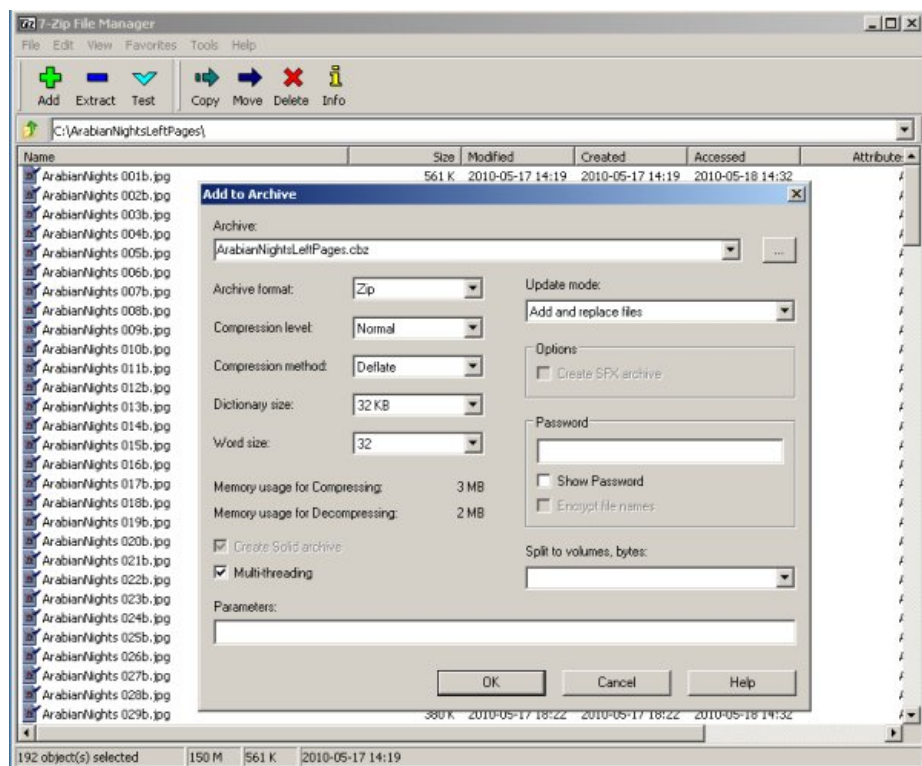 7-Zip File Manager
File Edit View Favorites Tools Help
Add Extract Test Copy Move Delete Info
C:\ArabianNightsLeftPages\
Name Size Modified Created Accessed Attribute
ArabianNights 001b.jpg 561 K 2010-05-17 14:19 2010-05-17 14:19 2010-05-18 14:32
ArabianNights 002b.jpg
ArabianNights 003b.jpg
ArabianNights 004b.jpg
ArabianNights 005b.jpg
ArabianNights 006b.jpg
ArabianNights 007b.jpg
ArabianNights 008b.jpg
ArabianNights 009b.jpg
ArabianNights 010b.jpg
ArabianNights 011b.jpg
ArabianNights 012b.jpg
ArabianNights 013b.jpg
ArabianNights 014b.jpg
ArabianNights 015b.jpg
ArabianNights 016b.jpg
ArabianNights 017b.jpg
ArabianNights 018b.jpg
ArabianNights 019b.jpg
ArabianNights 020b.jpg
ArabianNights 021b.jpg
ArabianNights 022b.jpg
ArabianNights 023b.jpg
ArabianNights 024b.jpg
ArabianNights 025b.jpg
ArabianNights 026b.jpg
ArabianNights 027b.jpg
ArabianNights 028b.jpg
ArabianNights 029b.jpg 380 K 2010-05-17 18:22 2010-05-17 18:22 2010-05-18 14:32
Add to Archive
Archive:
ArabianNightsLeftPages.cbz ...
Archive format: Zip
Compression level: Normal
Compression method: Deflate
Dictionary size: 32 KB
Word size: 32
Memory usage for Compressing: 3 MB
Memory usage for Decompressing: 2 MB
Create Solid archive
Multi-threading
Update mode:
Add and replace files
Options
Create SFX archive
Password
Show Password
Encrypt file names
Split to volumes, bytes:
Parameters:
OK Cancel Help
192 object(s) selected 150 M 561 K 2010-05-17 14:19